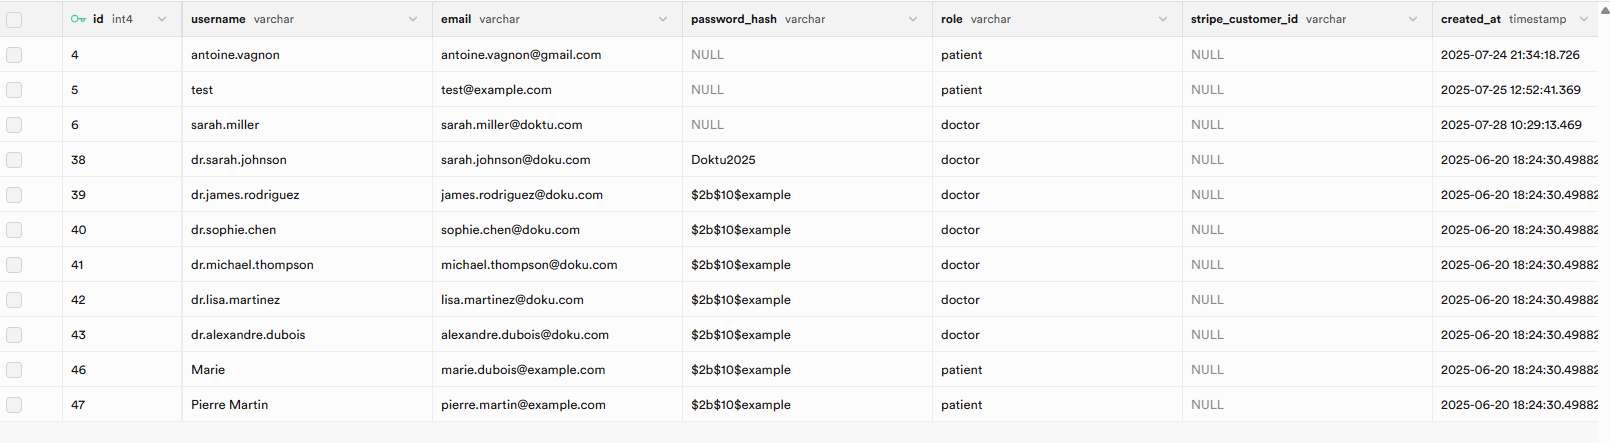 id int4 username varchar email varchar password_hash varchar role varchar stripe_customer_id varchar created_at timestamp
4 antoine.vagnon antoine.vagnon@gmail.com NULL patient NULL 2025-07-24 21:34:18.726
5 test test@example.com NULL patient NULL 2025-07-25 12:52:41.369
6 sarah.miller sarah.miller@doktu.com NULL doctor NULL 2025-07-28 10:29:13.469
38 dr.sarah.johnson sarah.johnson@doku.com Doktu2025 doctor NULL 2025-06-20 18:24:30.49882
39 dr.james.rodriguez james.rodriguez@doku.com $2b$10$example doctor NULL 2025-06-20 18:24:30.49882
40 dr.sophie.chen sophie.chen@doku.com $2b$10$example doctor NULL 2025-06-20 18:24:30.49882
41 dr.michael.thompson michael.thompson@doku.com $2b$10$example doctor NULL 2025-06-20 18:24:30.49882
42 dr.lisa.martinez lisa.martinez@doku.com $2b$10$example doctor NULL 2025-06-20 18:24:30.49882
43 dr.alexandre.dubois alexandre.dubois@doku.com $2b$10$example doctor NULL 2025-06-20 18:24:30.49882
46 Marie marie.dubois@example.com $2b$10$example patient NULL 2025-06-20 18:24:30.49882
47 Pierre Martin pierre.martin@example.com $2b$10$example patient NULL 2025-06-20 18:24:30.49882